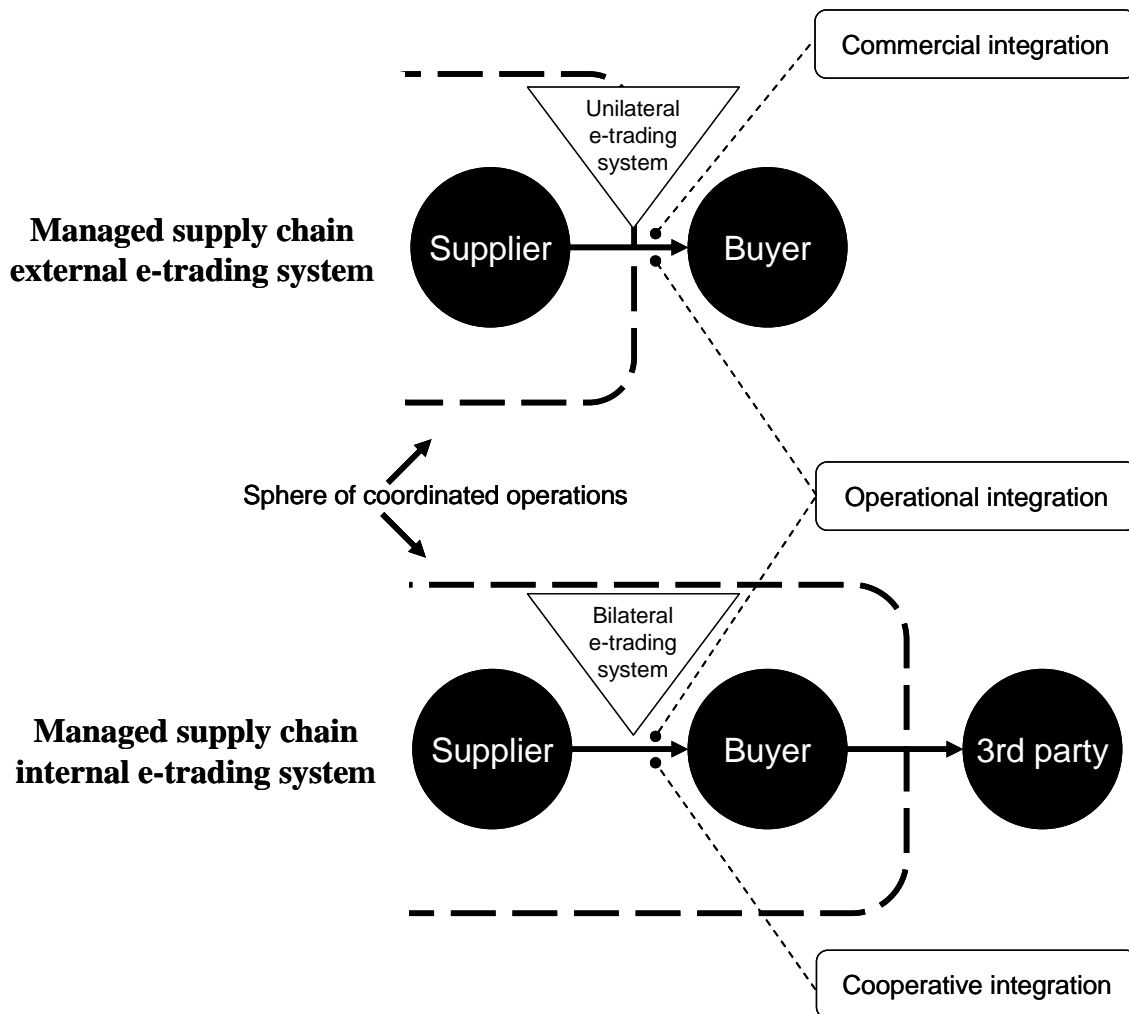 Commercial integration
Unilateral
e-trading
system
Managed supply chain
external e-trading system
Supplier
Buyer
Sphere of coordinated operations
Operational integration
Bilateral
e-trading
system
Managed supply chain
internal e-trading system
Supplier
Buyer
3rd party
Cooperative integration